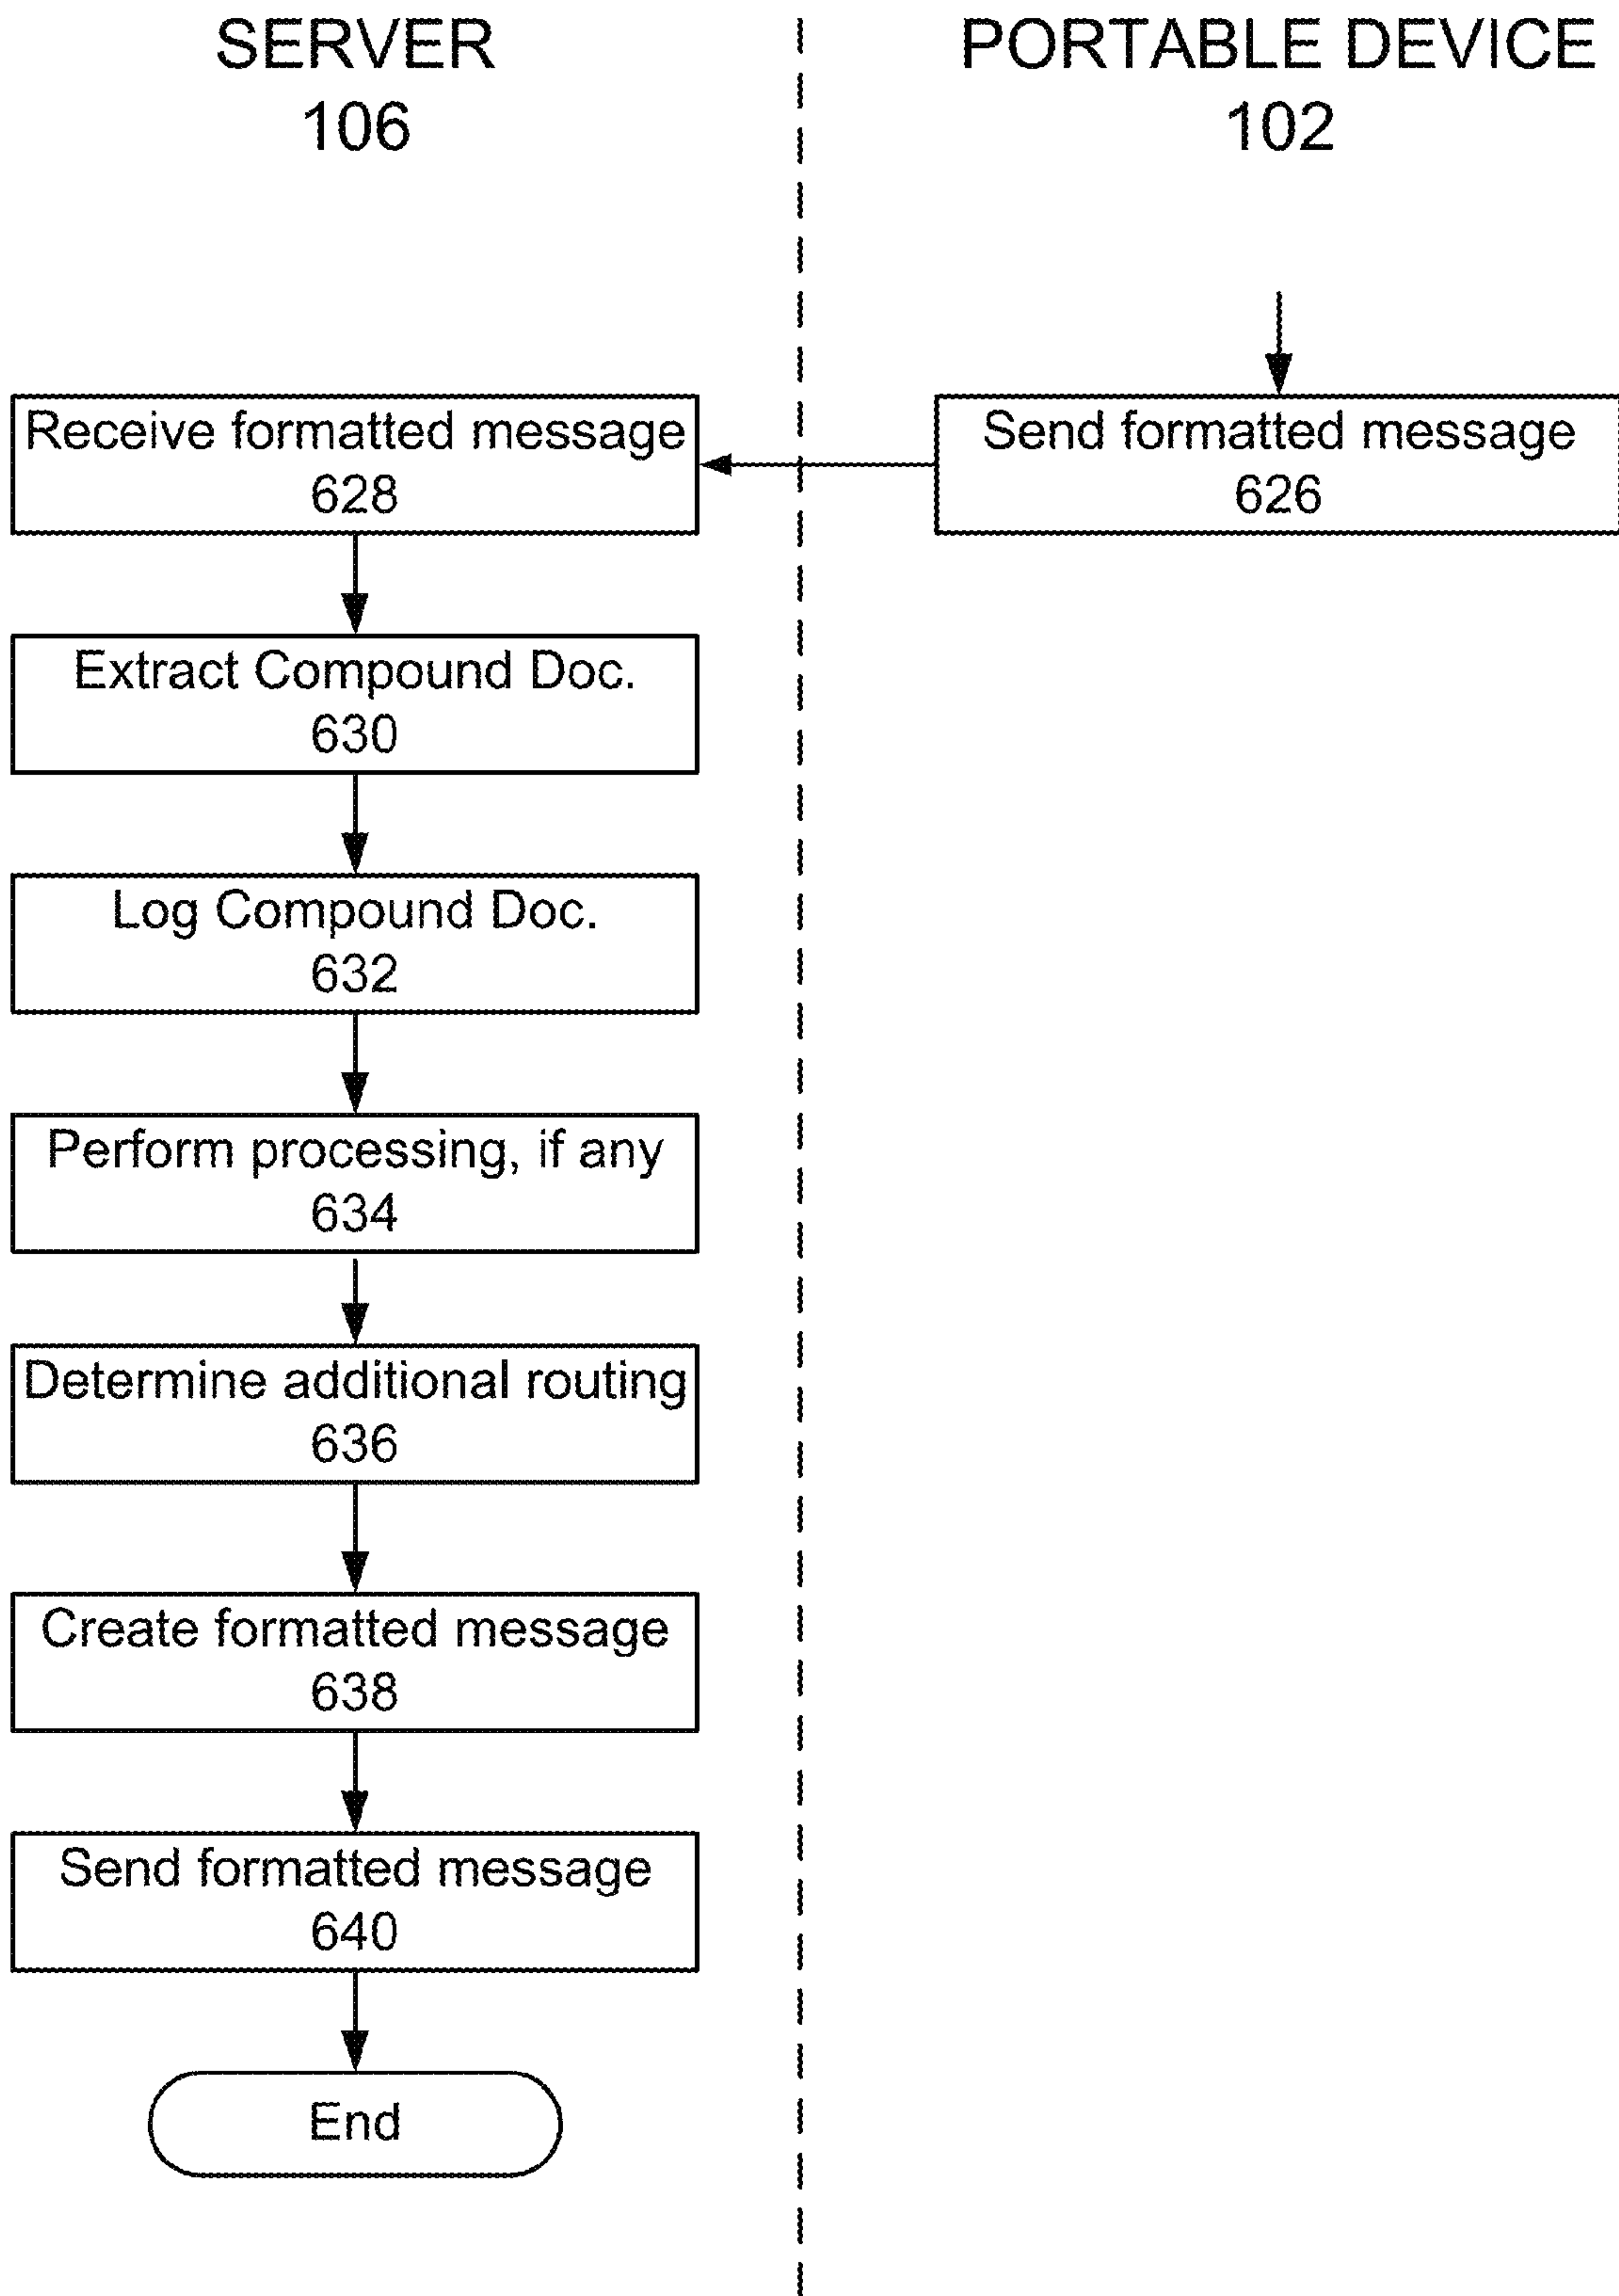 SERVER
106
PORTABLE DEVICE
102
Receive formatted message
628
Send formatted message
626
Extract Compound Doc.
630
Log Compound Doc.
632
Perform processing, if any
634
Determine additional routing
636
Create formatted message
638
Send formatted message
640
End